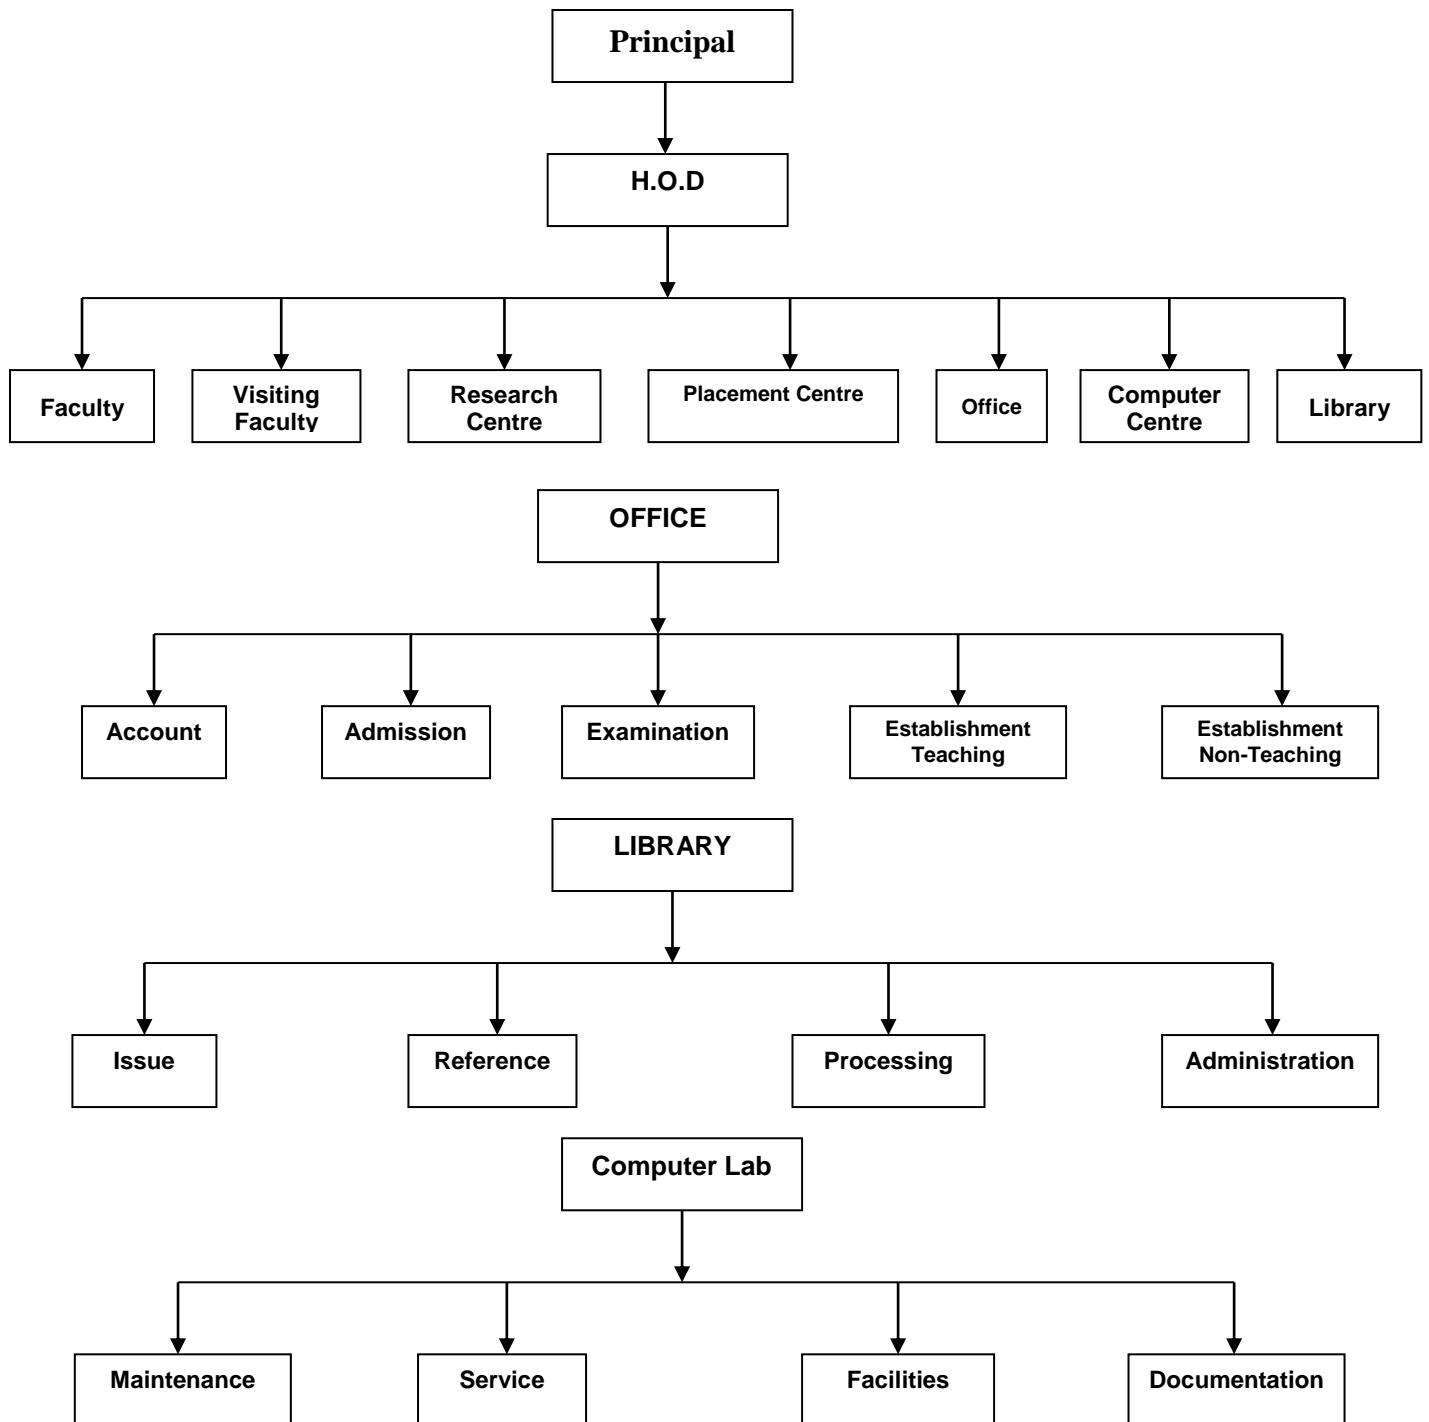 Principal
H.O.D
Faculty
Visiting
Faculty
Research
Centre
Placement Centre
Office
Computer
Centre
Library
OFFICE
Account
Admission
Examination
Establishment
Teaching
Establishment
Non-Teaching
LIBRARY
Issue
Reference
Processing
Administration
Computer Lab
Maintenance
Service
Facilities
Documentation